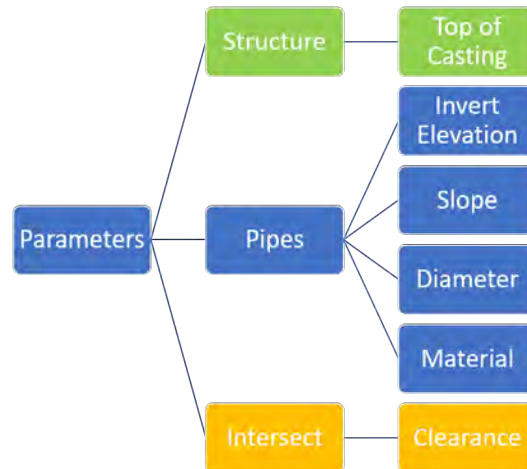 Structure
Top of
Casting
Invert
Elevation
Slope
Parameters
Pipes
Diameter
Material
Intersect
Clearance